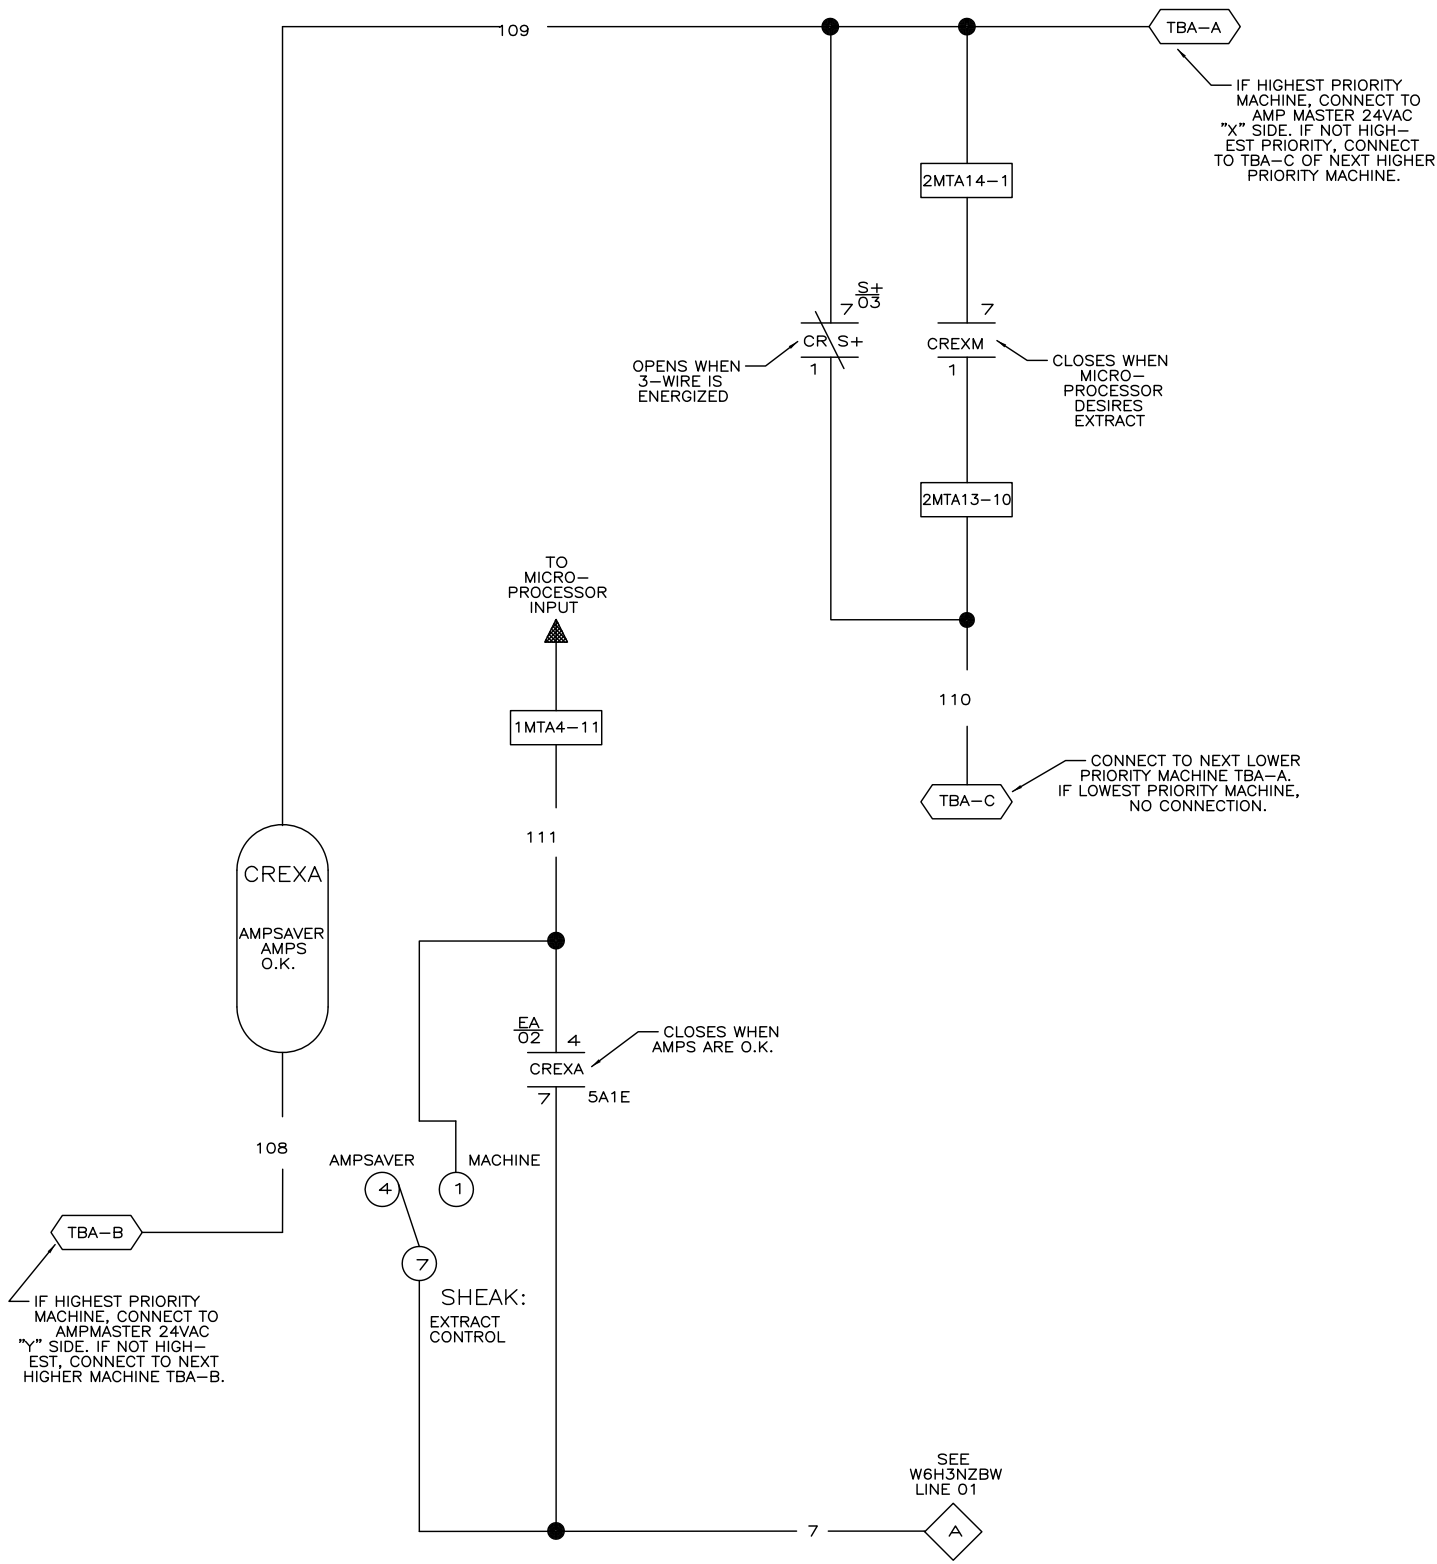 109
TBA-A
IF HIGHEST PRIORITY
MACHINE, CONNECT TO
AMP MASTER 24VAC
"X" SIDE. IF NOT HIGH-
EST PRIORITY, CONNECT
TO TBA-C OF NEXT HIGHER
PRIORITY MACHINE.
2MTA14-1
S+
03
7
CR S+
1
OPENS WHEN
3-WIRE IS
ENERGIZED
7
CREXM
1
CLOSES WHEN
MICRO-
PROCESSOR
DESIRES
EXTRACT
2MTA13-10
TO
MICRO-
PROCESSOR
INPUT
1MTA4-11
110
CONNECT TO NEXT LOWER
PRIORITY MACHINE TBA-A.
IF LOWEST PRIORITY MACHINE,
NO CONNECTION.
TBA-C
111
CREXA
AMPSAVER
AMPS
O.K.
EA
02
4
CREXA
7
5A1E
CLOSES WHEN
AMPS ARE O.K.
108
AMPSAVER
MACHINE
4
1
7
TBA-B
SHEAK:
EXTRACT
CONTROL
IF HIGHEST PRIORITY
MACHINE, CONNECT TO
AMPMASTER 24VAC
"Y" SIDE. IF NOT HIGH-
EST, CONNECT TO NEXT
HIGHER MACHINE TBA-B.
SEE
W6H3NZBW
LINE 01
7
A